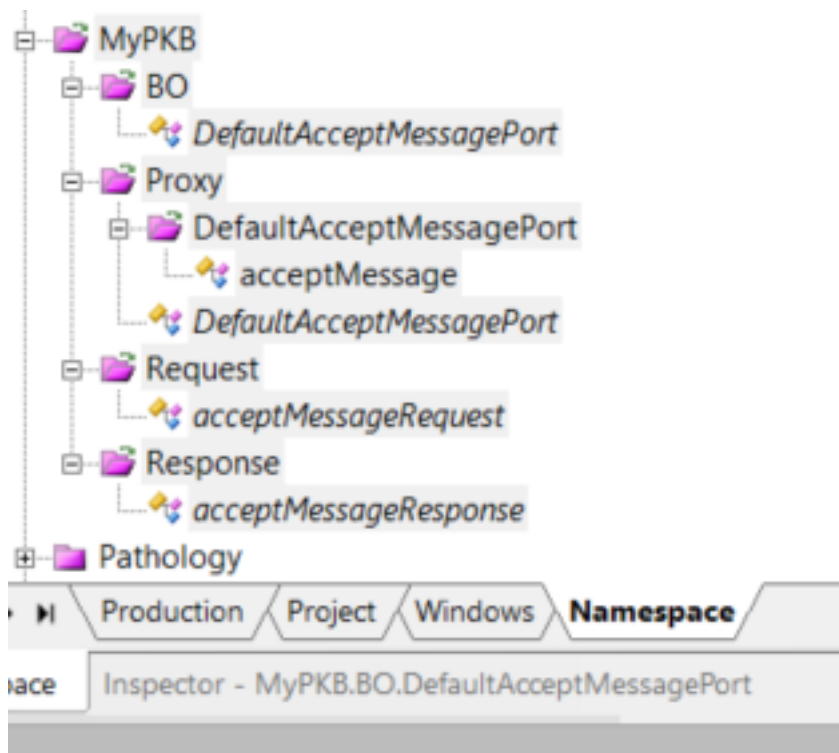 MyPKB
BO
DefaultAcceptMessagePort
Proxy
DefaultAcceptMessagePort
acceptMessage
DefaultAcceptMessagePort
Request
acceptMessageRequest
Response
acceptMessageResponse
Pathology
Production Project Windows Namespace
pace Inspector - MyPKB.BO.DefaultAcceptMessagePort